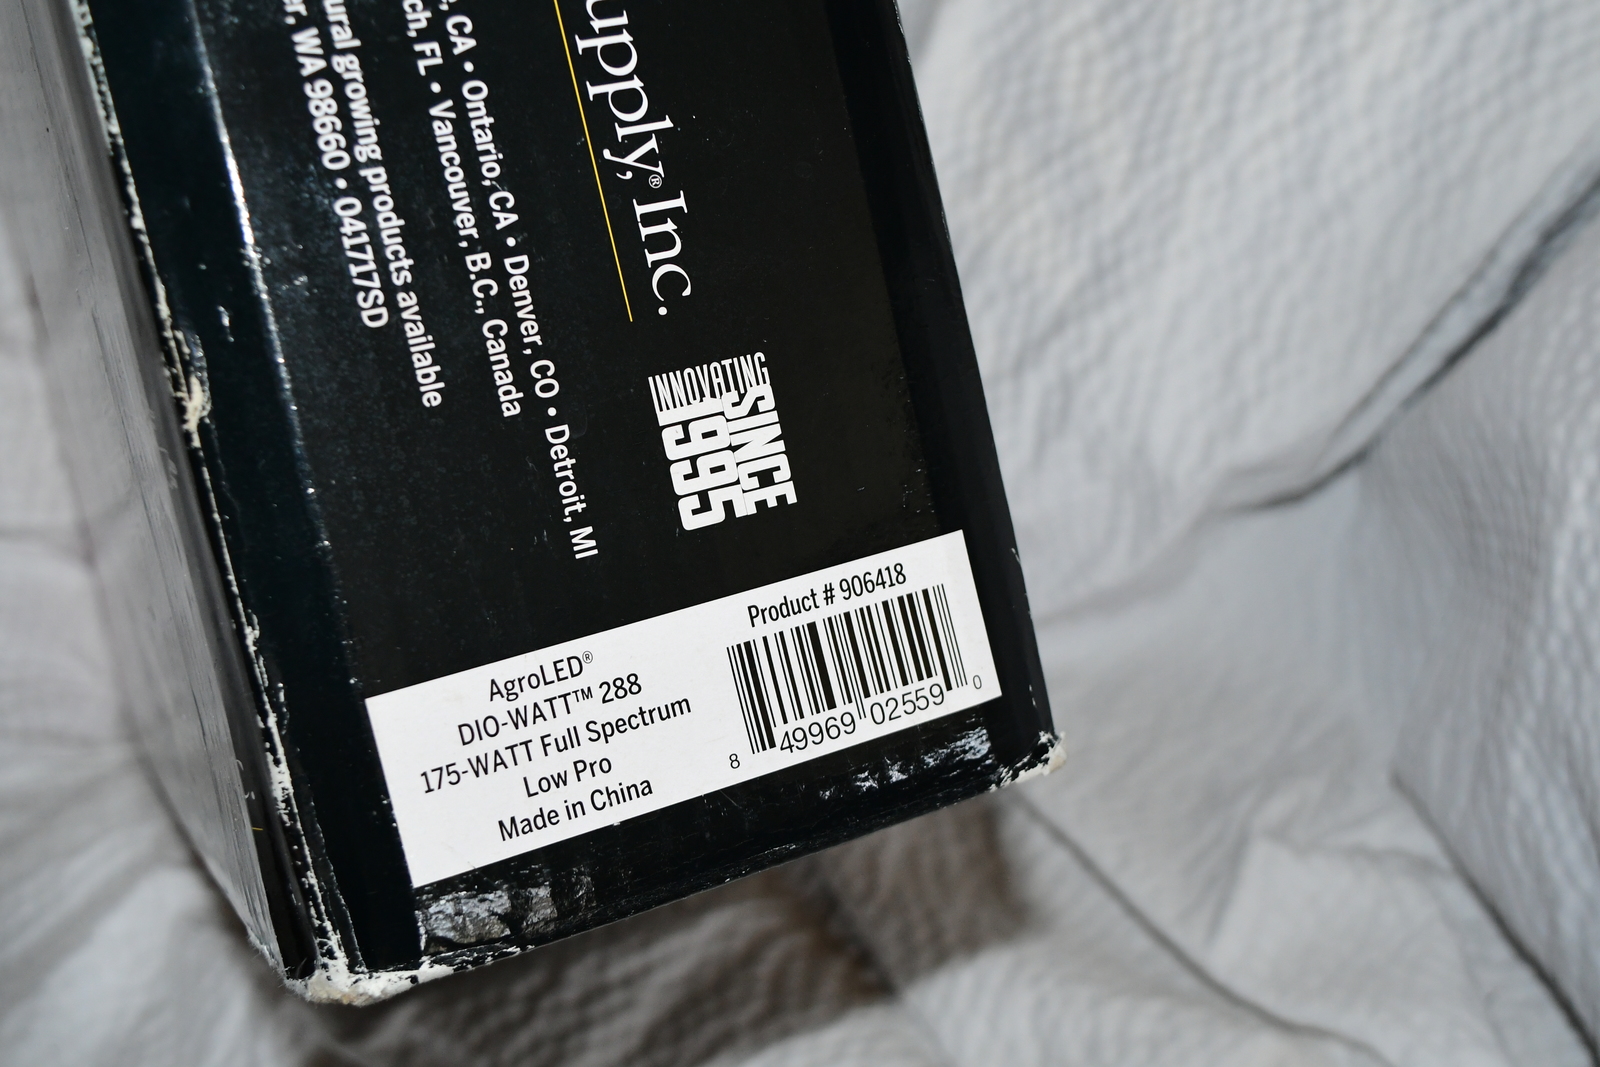 upply,® Inc.
INNOVATING
SINCE
1995
CA • Ontario, CA • Denver, CO • Detroit, MI
FL • Vancouver, B.C., Canada
growing products available
WA 98660 • 041717SD
Product # 906418
8 49969 02559 0
AgroLED®
DIO-WATT™ 288
175-WATT Full Spectrum
Low Pro
Made in China